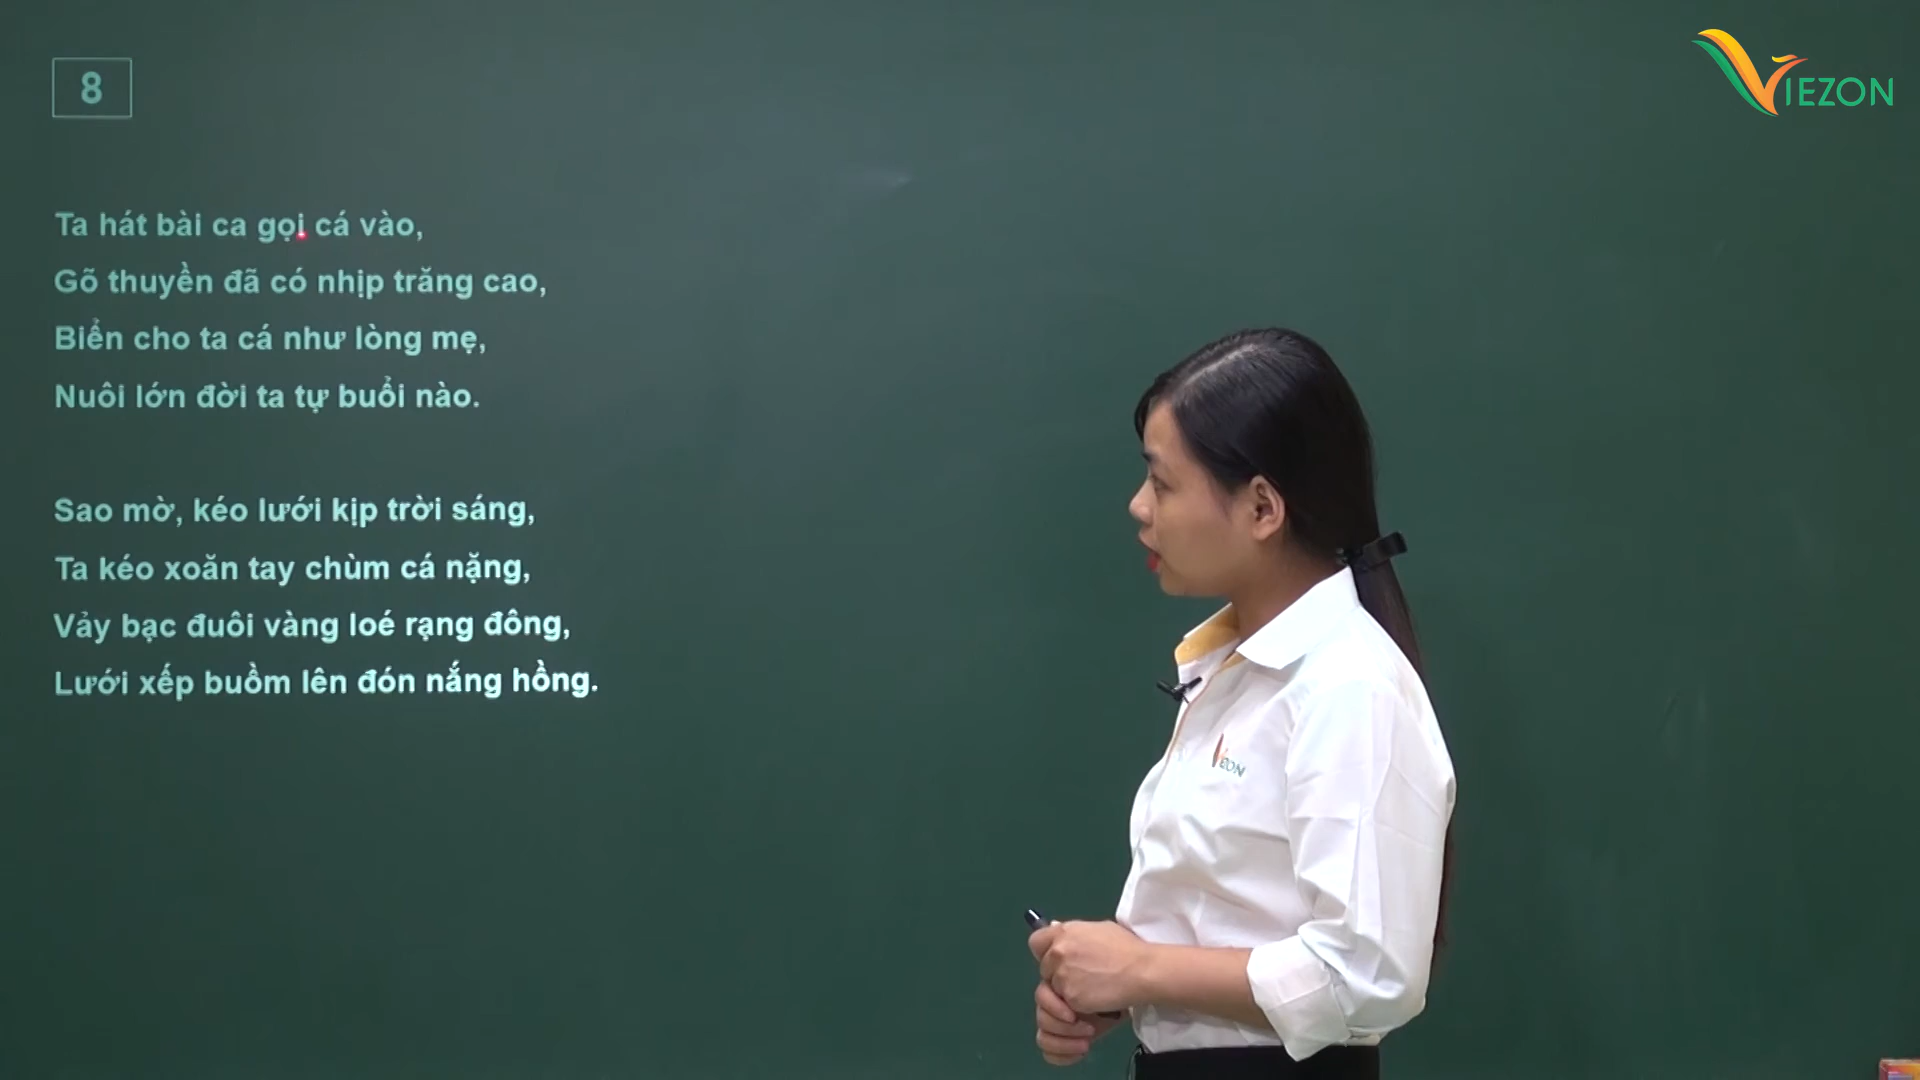 VIEZON
8
Ta hát bài ca gọi cá vào,
Gõ thuyền đã có nhịp trăng cao,
Biển cho ta cá như lòng mẹ,
Nuôi lớn đời ta tự buổi nào.
Sao mờ, kéo lưới kịp trời sáng,
Ta kéo xoăn tay chùm cá nặng,
Vảy bạc đuôi vàng loé rạng đông,
Lưới xếp buồm lên đón nắng hồng.
VIEZON